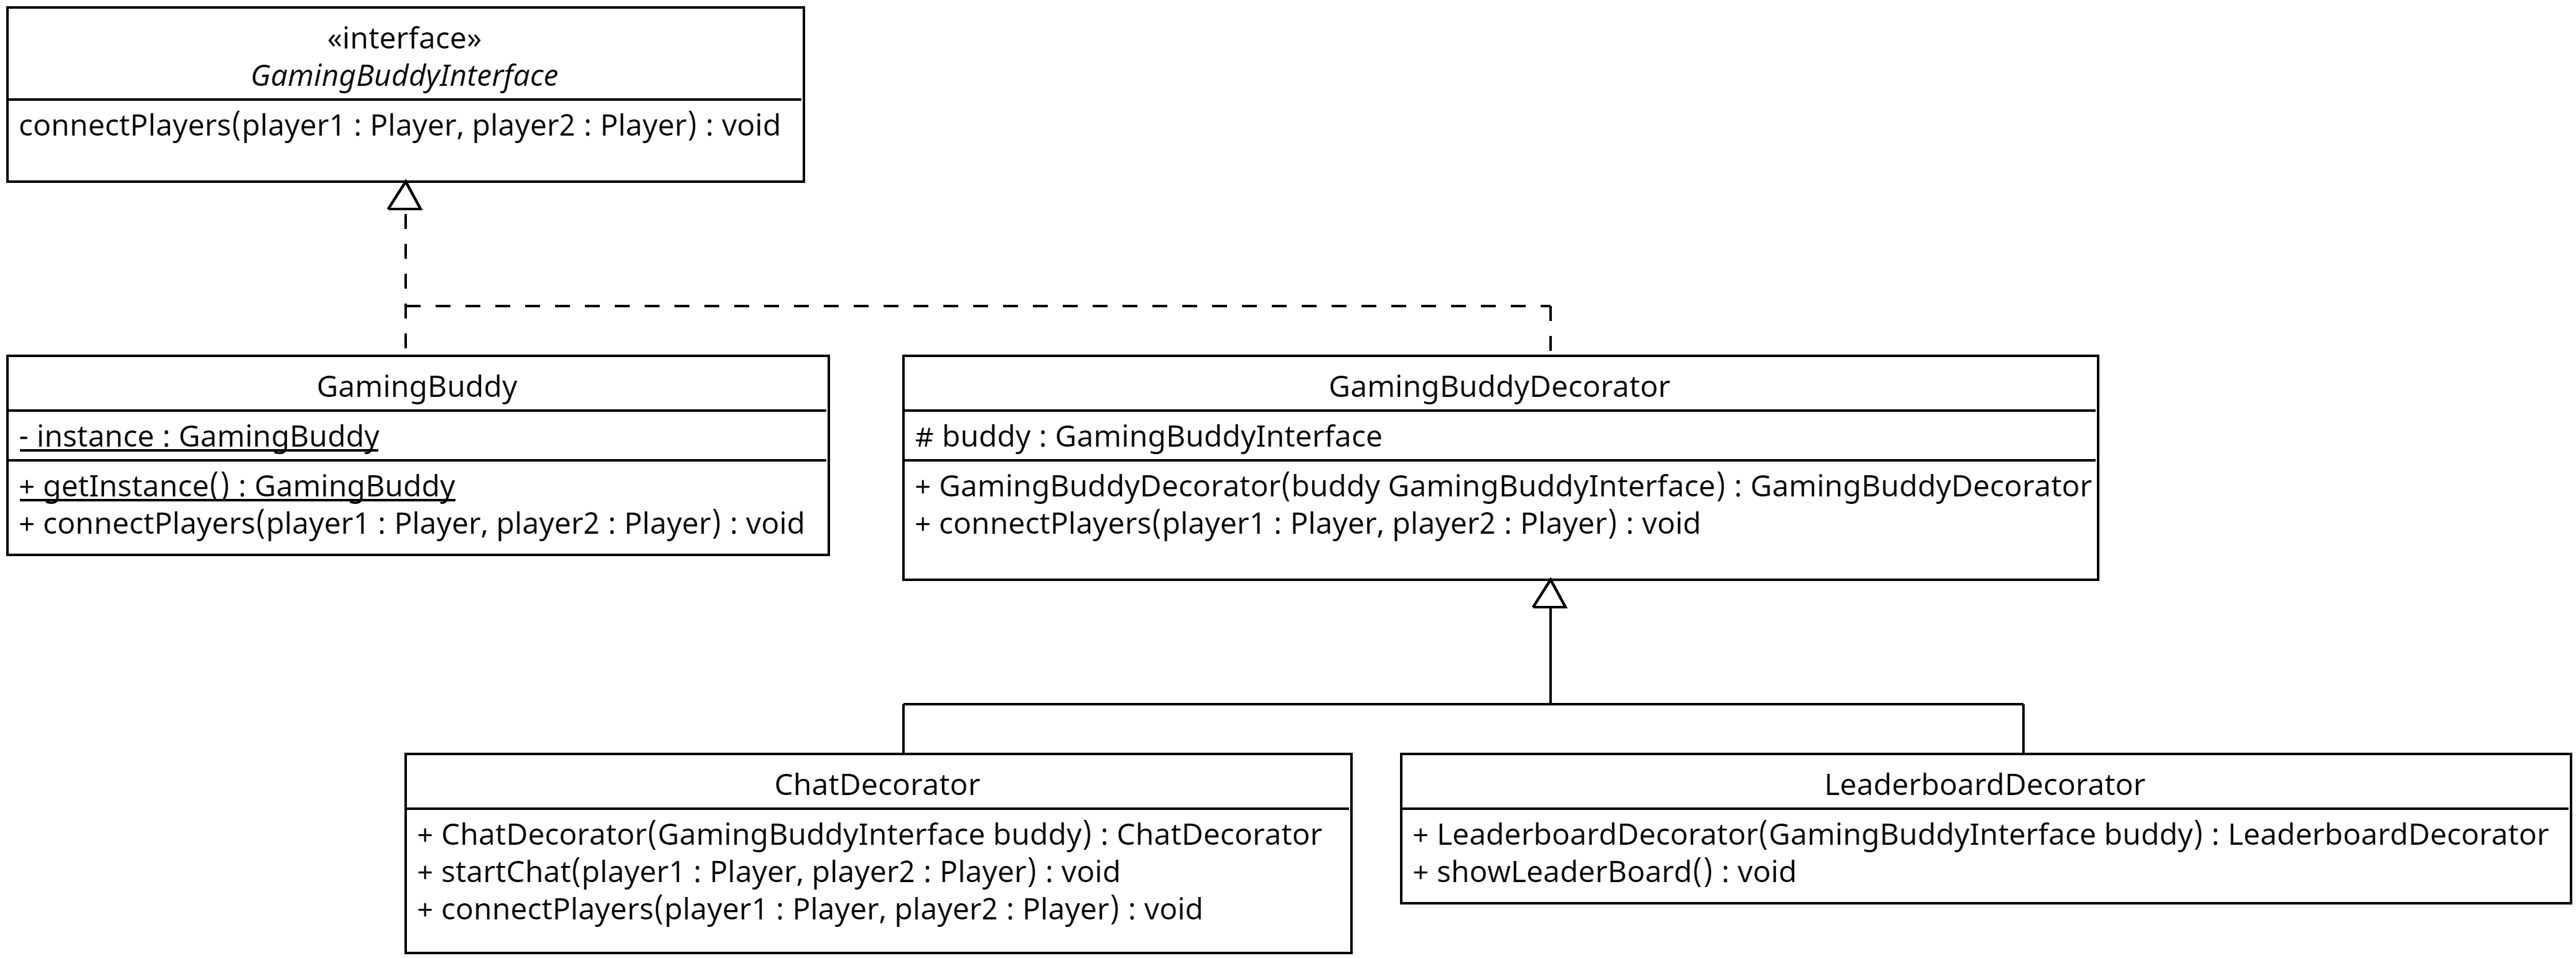 «interface»
GamingBuddyInterface
connectPlayers(player1 : Player, player2 : Player) : void
GamingBuddy
- instance : GamingBuddy
+ getInstance() : GamingBuddy
+ connectPlayers(player1 : Player, player2 : Player) : void
GamingBuddyDecorator
# buddy : GamingBuddyInterface
+ GamingBuddyDecorator(buddy GamingBuddyInterface) : GamingBuddyDecorator
+ connectPlayers(player1 : Player, player2 : Player) : void
ChatDecorator
+ ChatDecorator(GamingBuddyInterface buddy) : ChatDecorator
+ startChat(player1 : Player, player2 : Player) : void
+ connectPlayers(player1 : Player, player2 : Player) : void
LeaderboardDecorator
+ LeaderboardDecorator(GamingBuddyInterface buddy) : LeaderboardDecorator
+ showLeaderBoard() : void